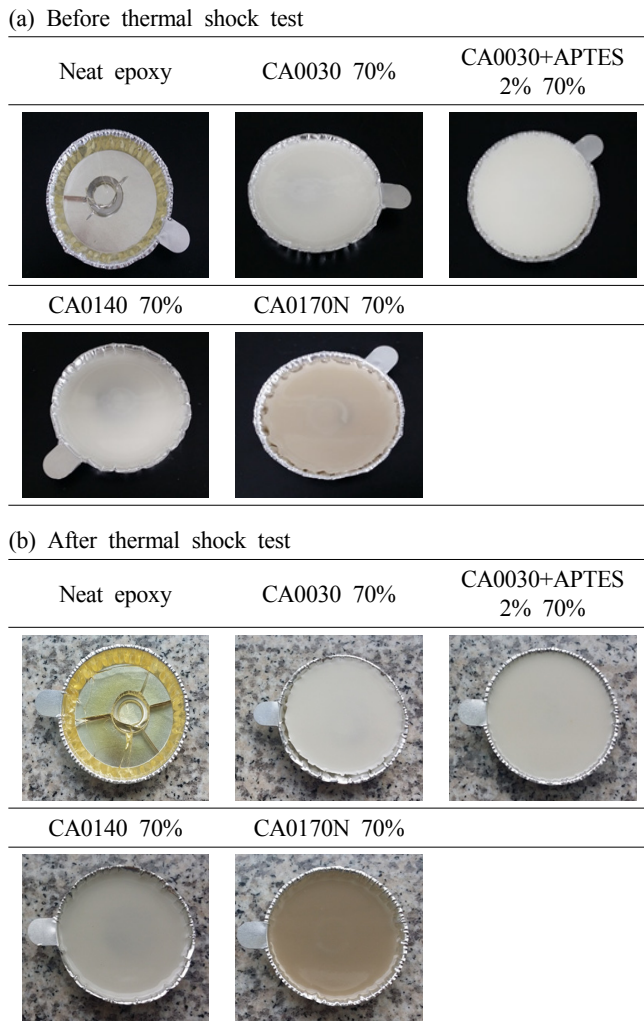 (a) Before thermal shock test
Neat epoxy CA0030 70% CA0030+APTES
2% 70%
CA0140 70% CA0170N 70%
(b) After thermal shock test
Neat epoxy CA0030 70% CA0030+APTES
2% 70%
CA0140 70% CA0170N 70%